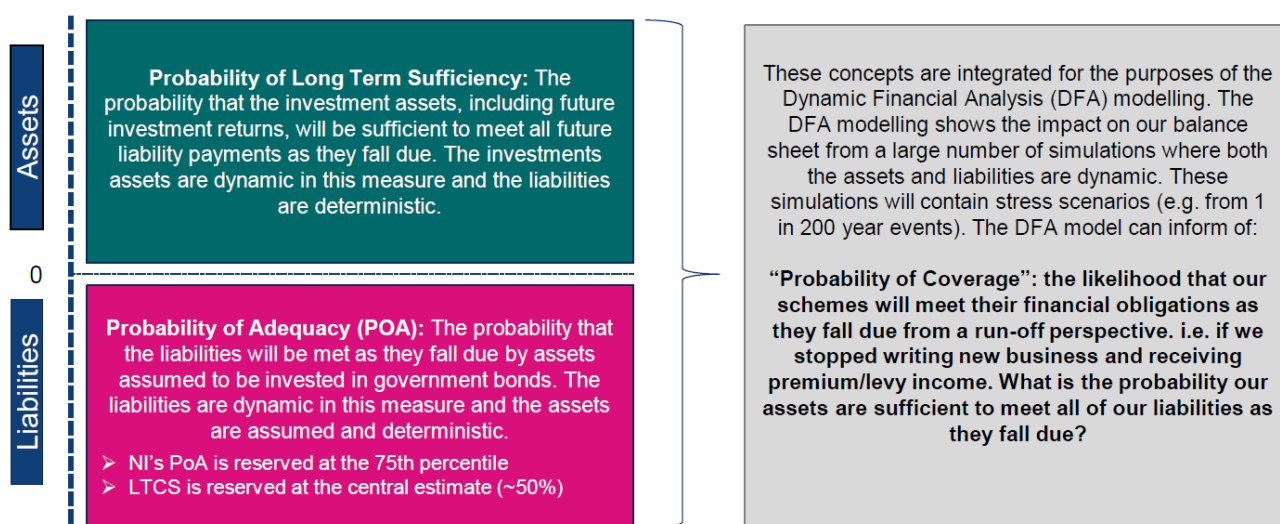 Assets
0
Liabilities
Probability of Long Term Sufficiency: The
probability that the investment assets, including future
investment returns, will be sufficient to meet all future
liability payments as they fall due. The investments
assets are dynamic in this measure and the liabilities
are deterministic.
Probability of Adequacy (POA): The probability that
the liabilities will be met as they fall due by assets
assumed to be invested in government bonds. The
liabilities are dynamic in this measure and the assets
are assumed and deterministic.
➢ NI's PoA is reserved at the 75th percentile
➢ LTCS is reserved at the central estimate (~50%)
These concepts are integrated for the purposes of the
Dynamic Financial Analysis (DFA) modelling. The
DFA modelling shows the impact on our balance
sheet from a large number of simulations where both
the assets and liabilities are dynamic. These
simulations will contain stress scenarios (e.g. from 1
in 200 year events). The DFA model can inform of:
“Probability of Coverage”: the likelihood that our
schemes will meet their financial obligations as
they fall due from a run-off perspective. i.e. if we
stopped writing new business and receiving
premium/levy income. What is the probability our
assets are sufficient to meet all of our liabilities as
they fall due?